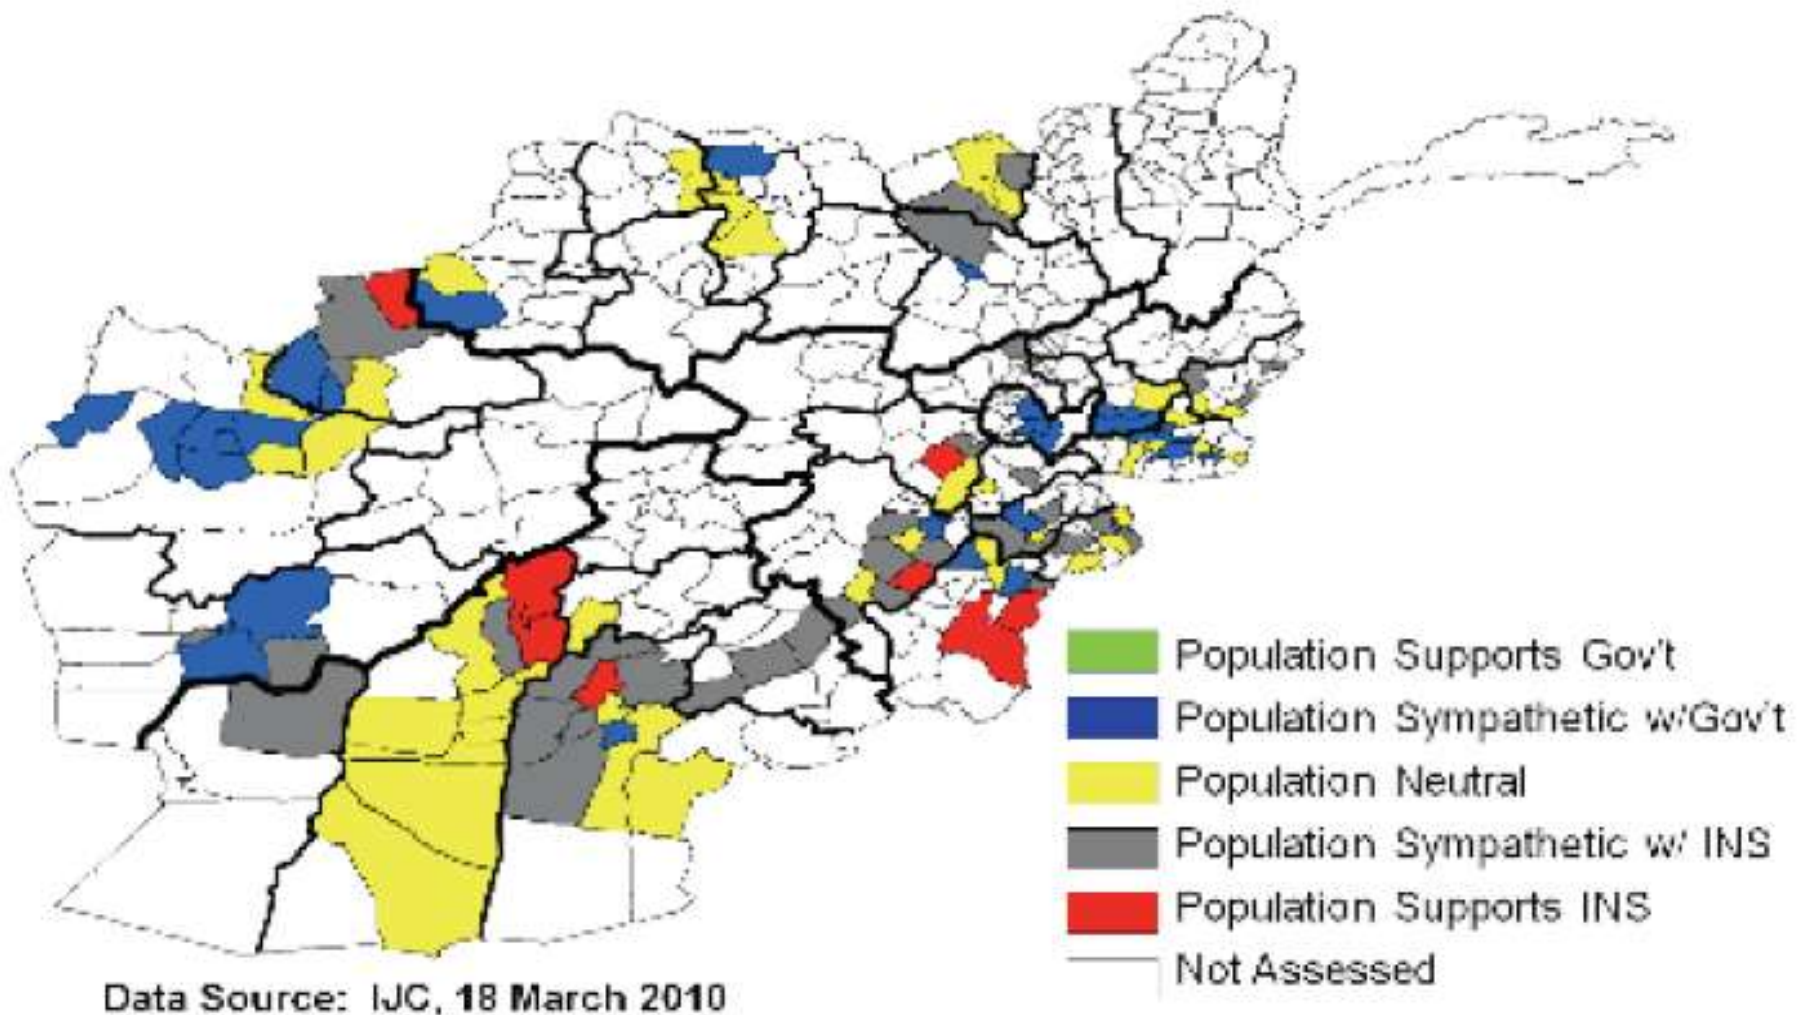 Population Supports Gov't
Population Sympathetic w/Gov't
Population Neutral
Population Sympathetic w/ INS
Population Supports INS
Not Assessed
Data Source: IJC, 18 March 2010